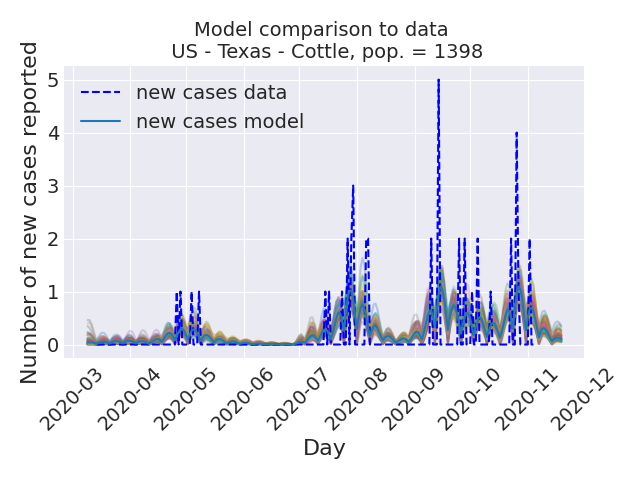 Model comparison to data
US - Texas - Cottle, pop. = 1398
Number of new cases reported
5
4
3
2
1
0
new cases data
new cases model
2020-03
2020-04
2020-05
2020-06
2020-07
2020-08
2020-09
2020-10
2020-11
2020-12
Day